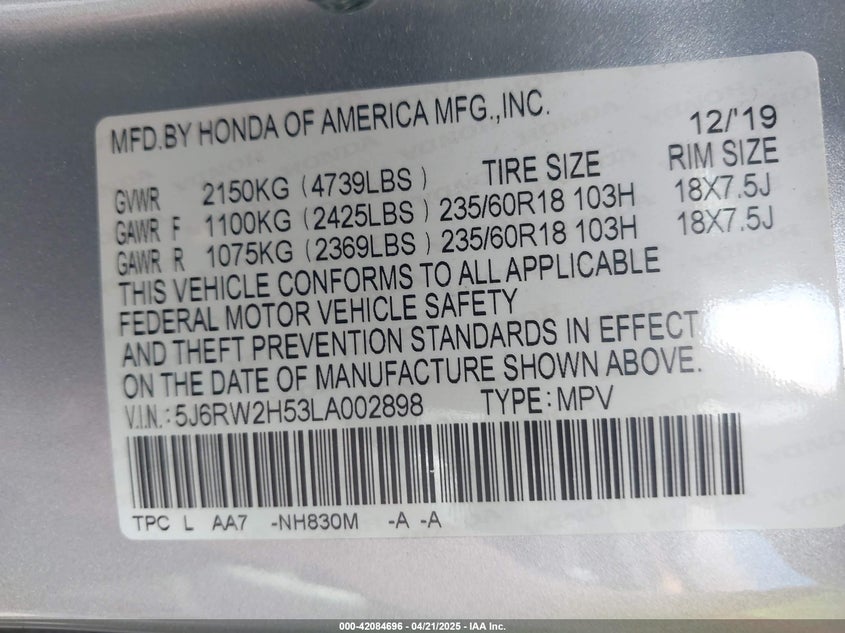 MFD.BY HONDA OF AMERICA MFG.,INC. 12/'19
GVWR 2150KG (4739LBS) TIRE SIZE RIM SIZE
GAWR F 1100KG (2425LBS) 235/60R18 103H 18X7.5J
GAWR R 1075KG (2369LBS) 235/60R18 103H 18X7.5J
THIS VEHICLE CONFORMS TO ALL APPLICABLE
FEDERAL MOTOR VEHICLE SAFETY
AND THEFT PREVENTION STANDARDS IN EFFECT
ON THE DATE OF MANUFACTURE SHOWN ABOVE.
V.I.N.: 5J6RW2H53LA002898 TYPE: MPV
TPC L AA7 -NH830M -A -A
000-42084696 - 04/21/2025 - IAA Inc.